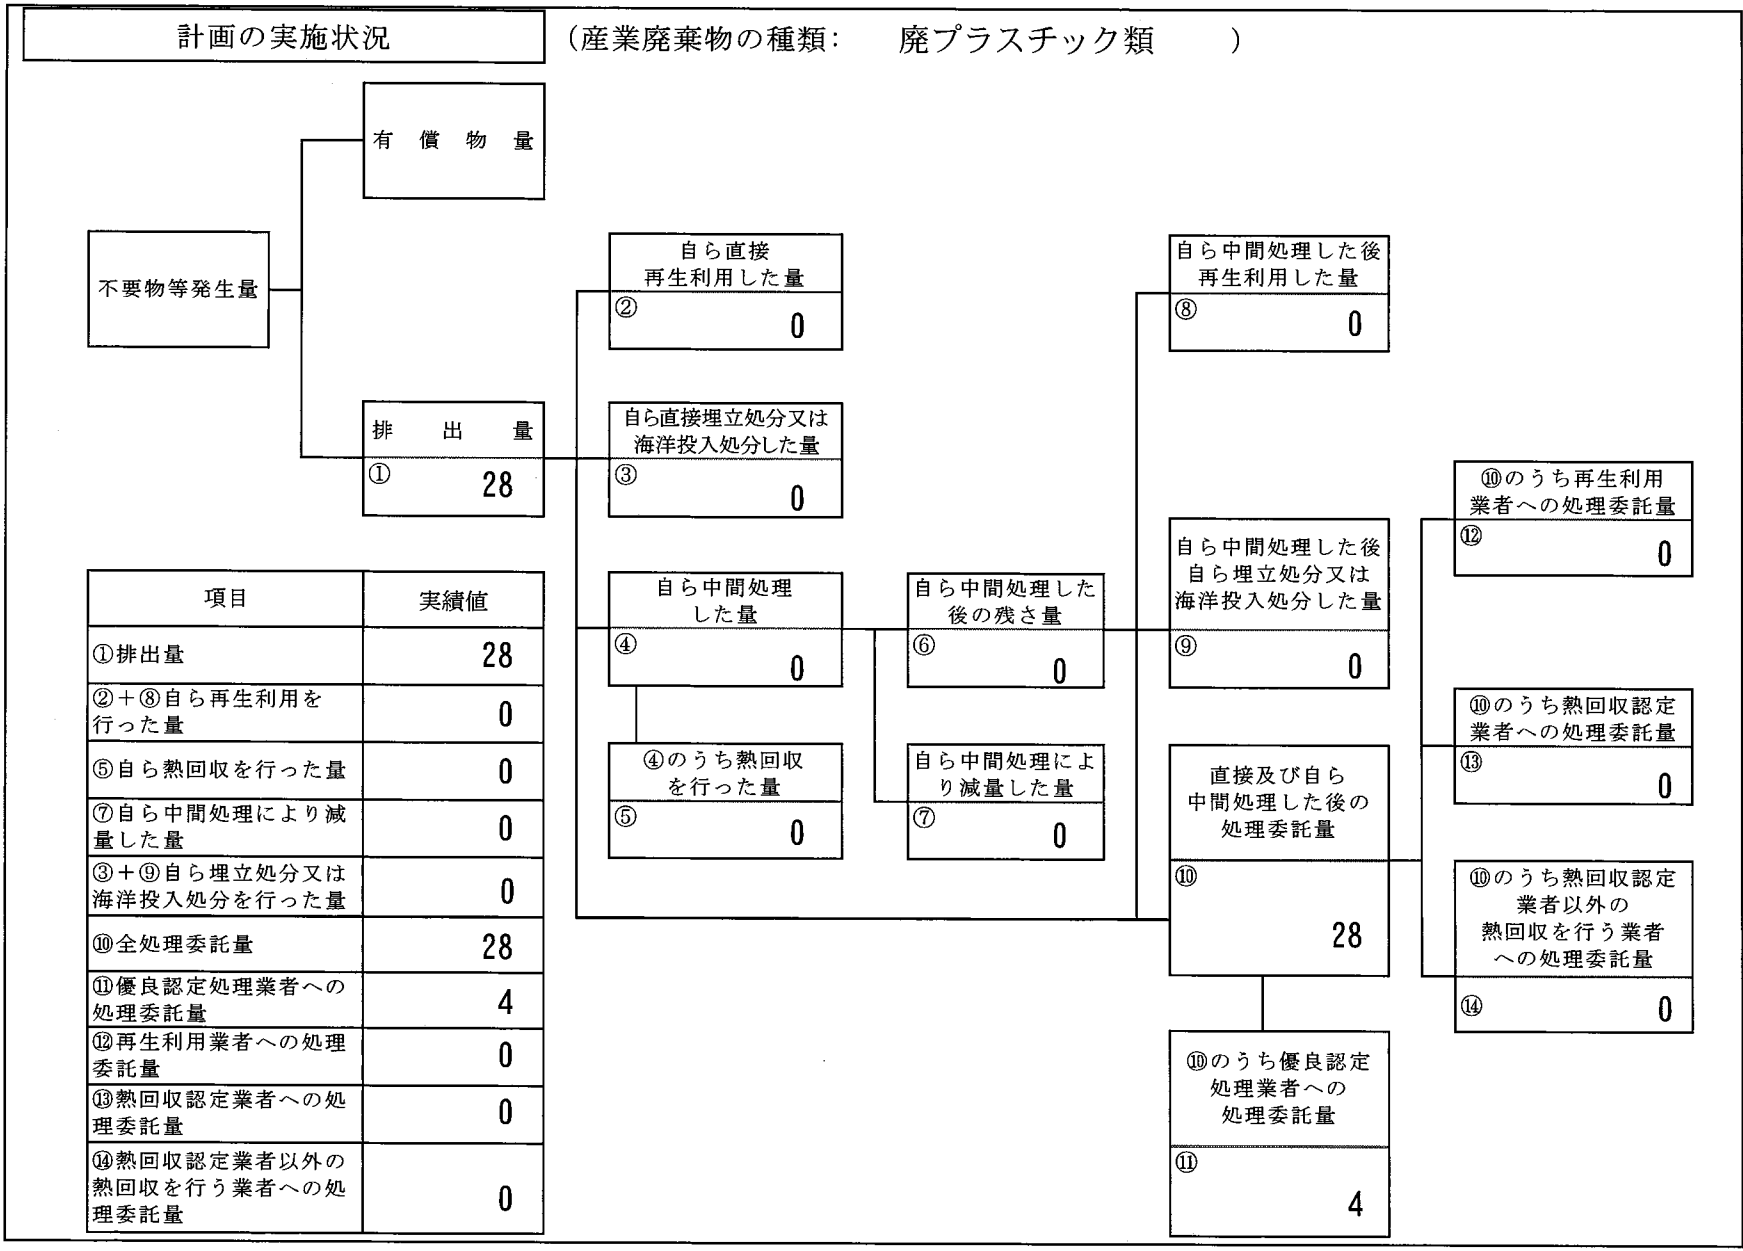 計画の実施状況 (産業廃棄物の種類: 廃プラスチック類 )
有償物量
不要物等発生量
排出量
① 28
自ら直接
再生利用した量
② 0
自ら直接埋立処分又は
海洋投入処分した量
③ 0
自ら中間処理
した量
④ 0
④のうち熱回収
を行った量
⑤ 0
自ら中間処理した
後の残さ量
⑥ 0
自ら中間処理によ
り減量した量
⑦ 0
自ら中間処理した後
再生利用した量
⑧ 0
自ら中間処理した後
自ら埋立処分又は
海洋投入処分した量
⑨ 0
直接及び自ら
中間処理した後の
処理委託量
⑩
28
⑩のうち優良認定
処理業者への
処理委託量
⑪
4
⑩のうち再生利用
業者への処理委託量
⑫ 0
⑩のうち熱回収認定
業者への処理委託量
⑬ 0
⑩のうち熱回収認定
業者以外の
熱回収を行う業者
への処理委託量
⑭ 0
項目 実績値
①排出量 28
②+⑧自ら再生利用を
行った量 0
⑤自ら熱回収を行った量 0
⑦自ら中間処理により減
量した量 0
③+⑨自ら埋立処分又は
海洋投入処分を行った量 0
⑩全処理委託量 28
⑪優良認定処理業者への
処理委託量 4
⑫再生利用業者への処理
委託量 0
⑬熱回収認定業者への処
理委託量 0
⑭熱回収認定業者以外の
熱回収を行う業者への処
理委託量 0